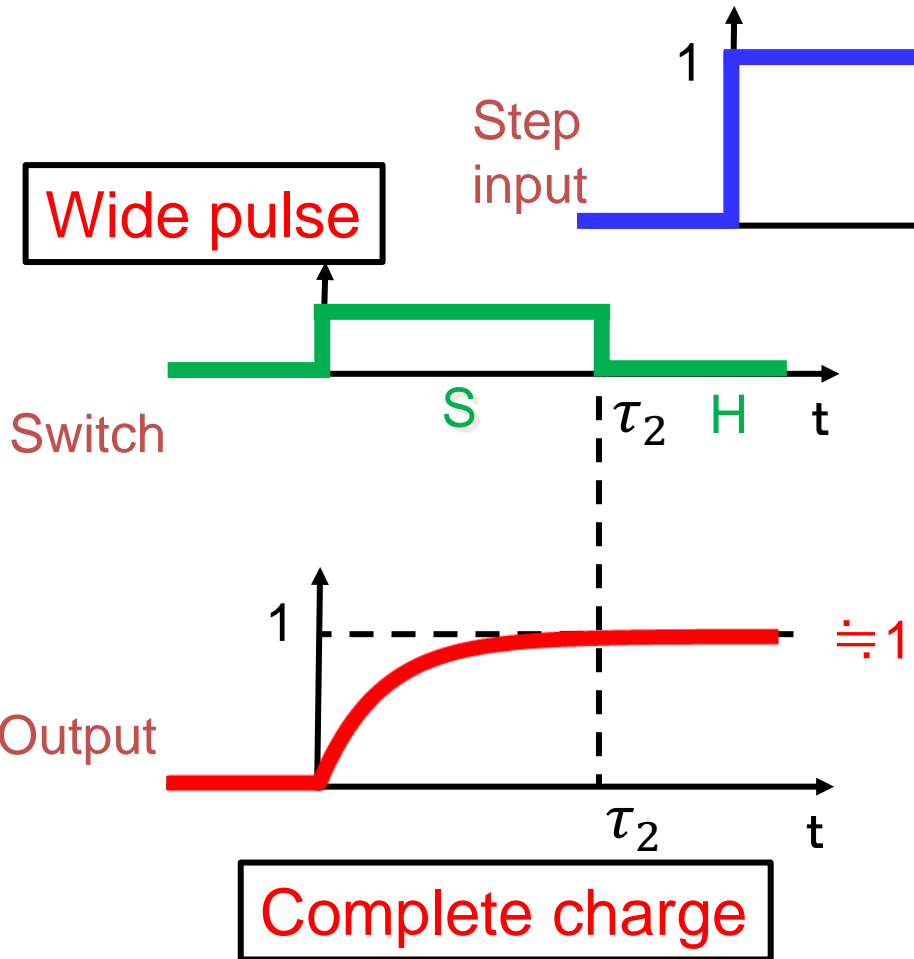 1
Step
input
Wide pulse
S
τ₂
H
t
Switch
1
≒1
Output
τ₂
t
Complete charge